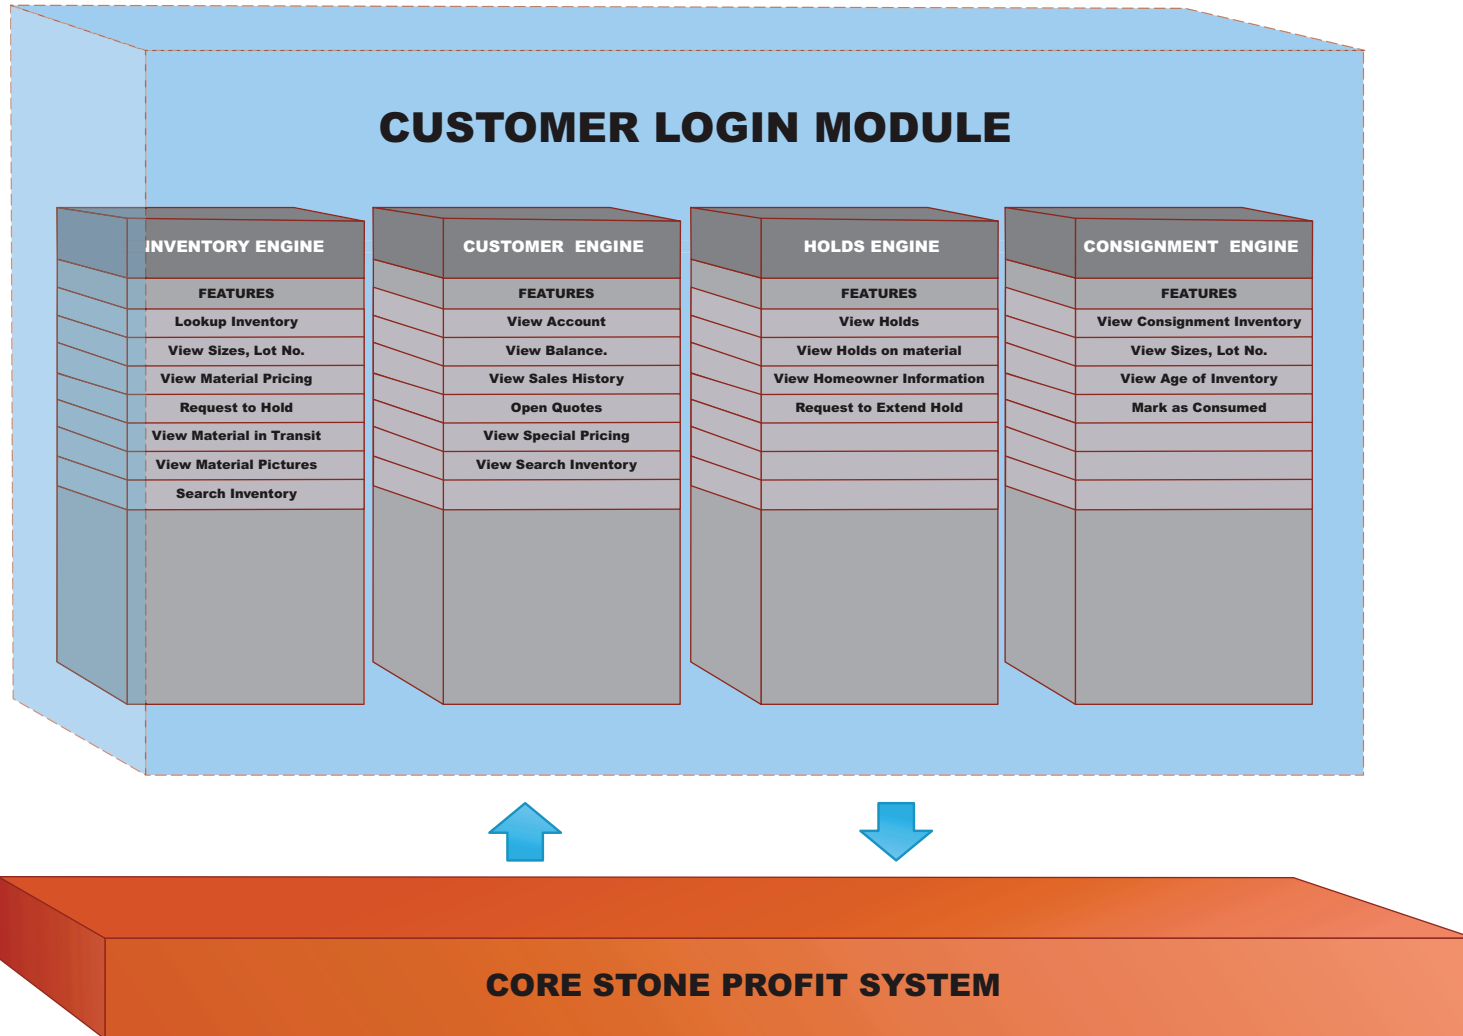 CUSTOMER LOGIN MODULE
INVENTORY ENGINE
FEATURES
Lookup Inventory
View Sizes, Lot No.
View Material Pricing
Request to Hold
View Material in Transit
View Material Pictures
Search Inventory
CUSTOMER ENGINE
FEATURES
View Account
View Balance.
View Sales History
Open Quotes
View Special Pricing
View Search Inventory
HOLDS ENGINE
FEATURES
View Holds
View Holds on material
View Homeowner Information
Request to Extend Hold
CONSIGNMENT ENGINE
FEATURES
View Consignment Inventory
View Sizes, Lot No.
View Age of Inventory
Mark as Consumed
CORE STONE PROFIT SYSTEM